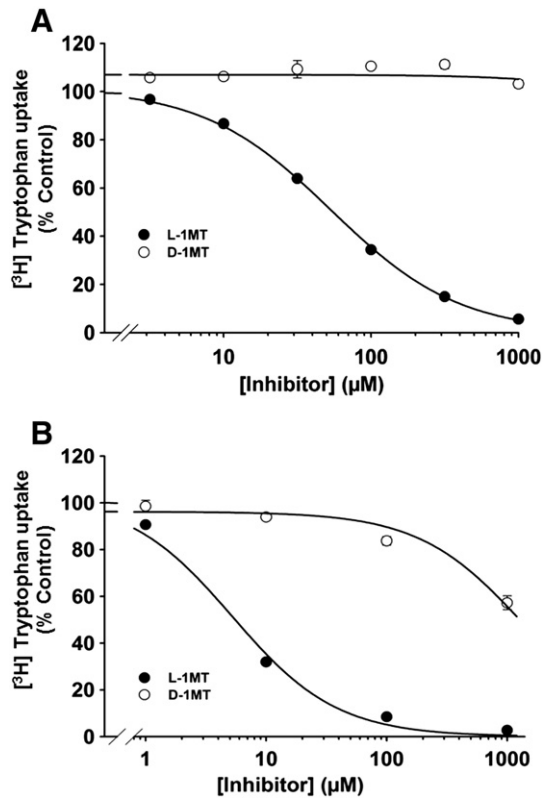 A
120
100
80
60
40
20
0
[³H] Tryptophan uptake
(% Control)
L-1MT
D-1MT
10
100
1000
[Inhibitor] (µM)
B
120
100
80
60
40
20
0
[³H] Tryptophan uptake
(% Control)
L-1MT
D-1MT
1
10
100
1000
[Inhibitor] (µM)